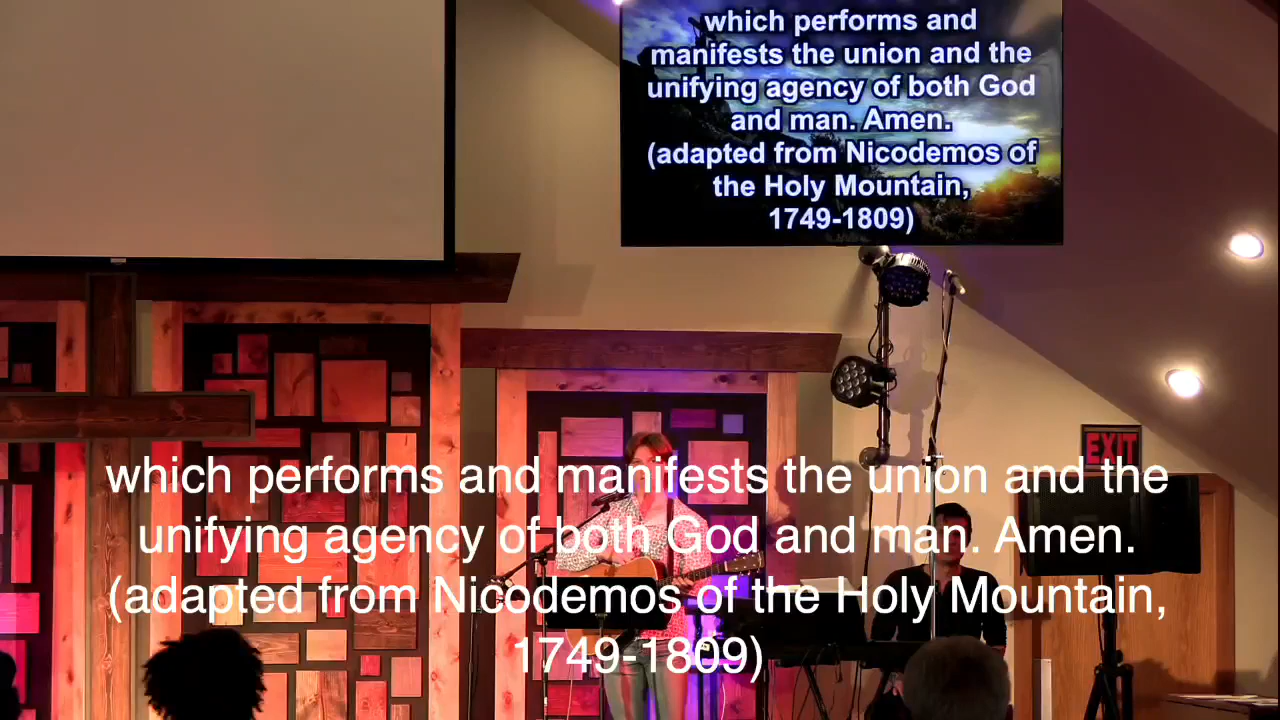 which performs and
manifests the union and the
unifying agency of both God
and man. Amen.
(adapted from Nicodemos of
the Holy Mountain,
1749-1809)
EXIT
which performs and manifests the union and the
unifying agency of both God and man. Amen.
(adapted from Nicodemos of the Holy Mountain,
1749-1809)